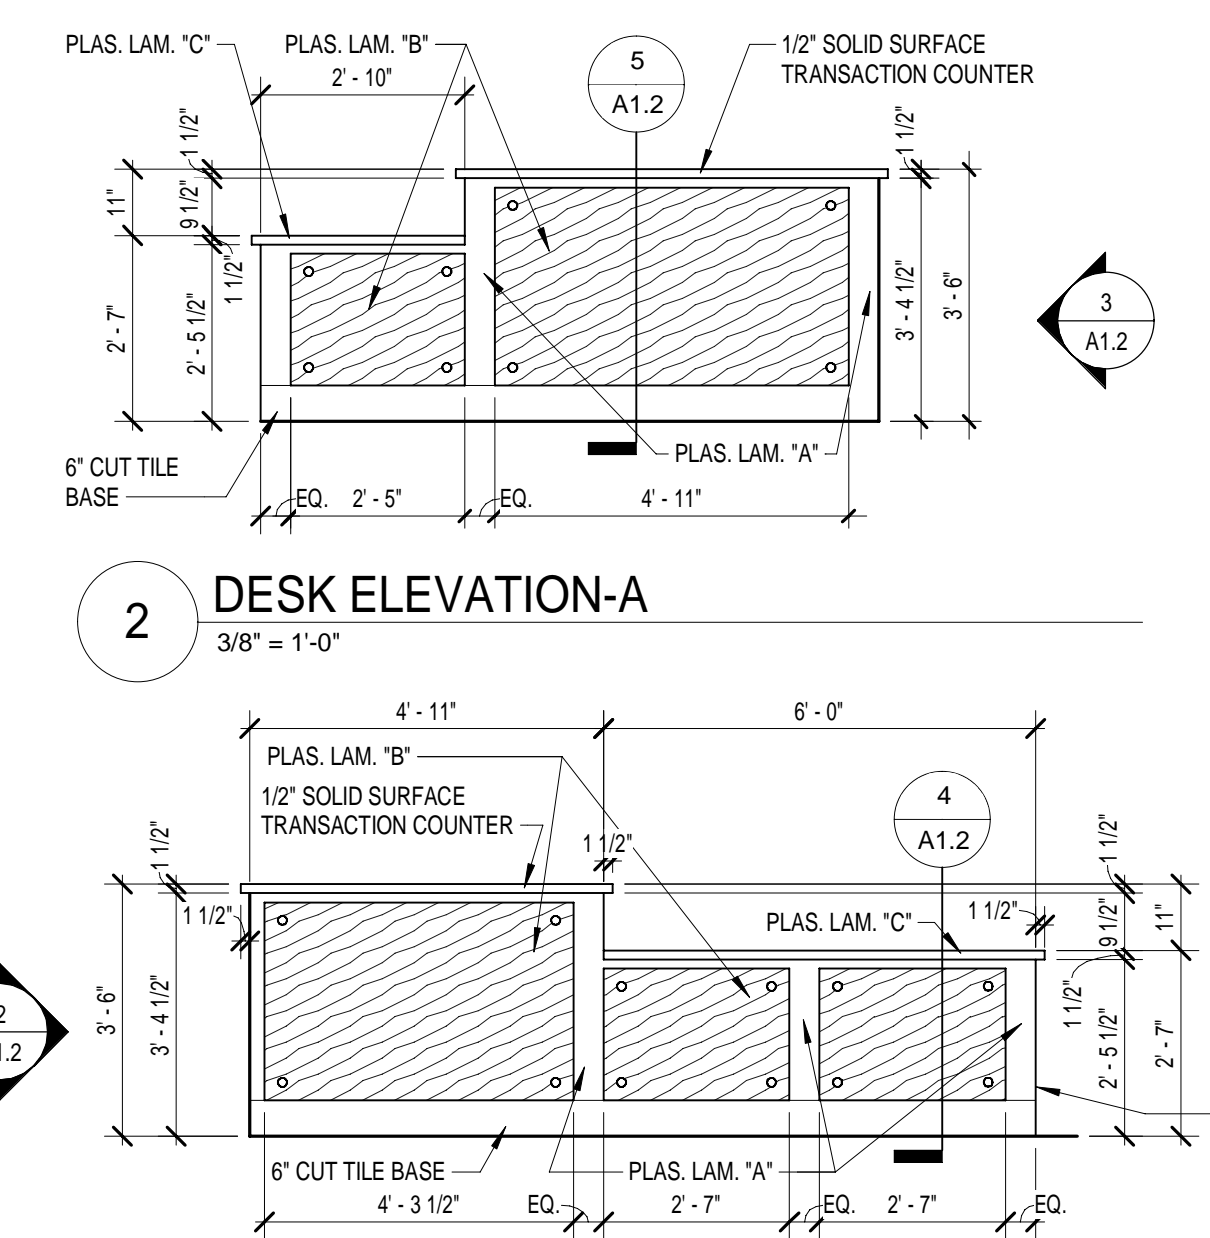 PLAS. LAM. "C"
PLAS. LAM. "B"
5
A1.2
1/2" SOLID SURFACE
TRANSACTION COUNTER
2' - 10"
1 1/2"
9 1/2"
11"
1 1/2"
2' - 5 1/2"
2' - 7"
1 1/2"
3' - 4 1/2"
3' - 6"
3
A1.2
6" CUT TILE
BASE
PLAS. LAM. "A"
EQ.
2' - 5"
EQ.
4' - 11"
2
DESK ELEVATION-A
3/8" = 1'-0"
4' - 11"
6' - 0"
PLAS. LAM. "B"
1/2" SOLID SURFACE
TRANSACTION COUNTER
1 1/2"
4
A1.2
1 1/2"
1 1/2"
3' - 6"
3' - 4 1/2"
PLAS. LAM. "C"
1 1/2"
1 1/2"
9 1/2"
11"
1 1/2"
2' - 5 1/2"
2' - 7"
2
1.2
6" CUT TILE BASE
PLAS. LAM. "A"
4' - 3 1/2"
EQ.
2' - 7"
EQ.
2' - 7"
EQ.